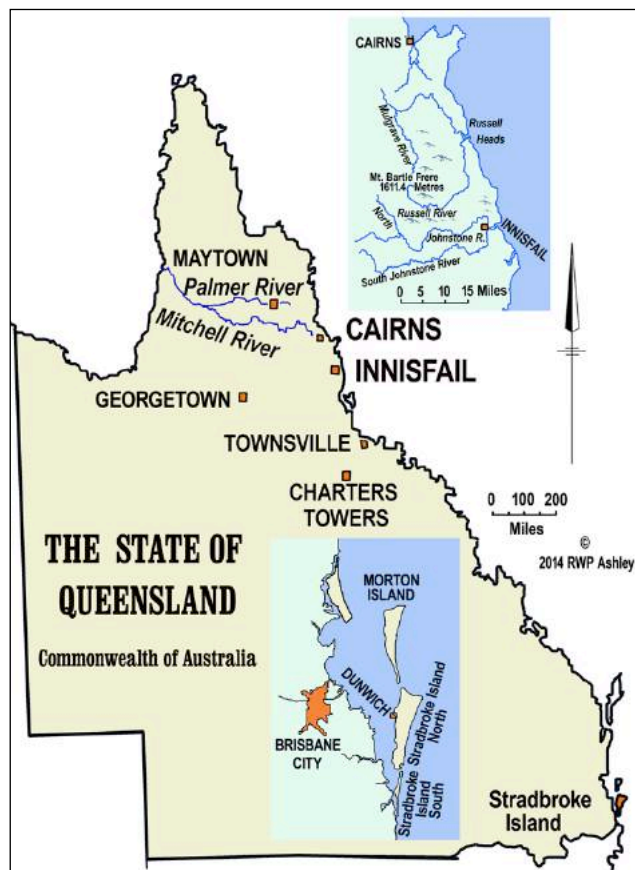 CAIRNS
Mulgrave River
Russell
Heads
Mt. Bartle Frere
1611.4 Metres
North
Russell River
Johnstone R.
INNISFAIL
South Johnstone River
0 5 10 15 Miles
MAYTOWN
Palmer River
Mitchell River
CAIRNS
INNISFAIL
GEORGETOWN
TOWNSVILLE
CHARTERS
TOWERS
0 100 200
Miles
©
2014 RWP Ashley
THE STATE OF
QUEENSLAND
Commonwealth of Australia
MORTON
ISLAND
DUNWICH
Stradbroke Island
North
BRISBANE
CITY
Stradbroke
Island
South
Stradbroke
Island